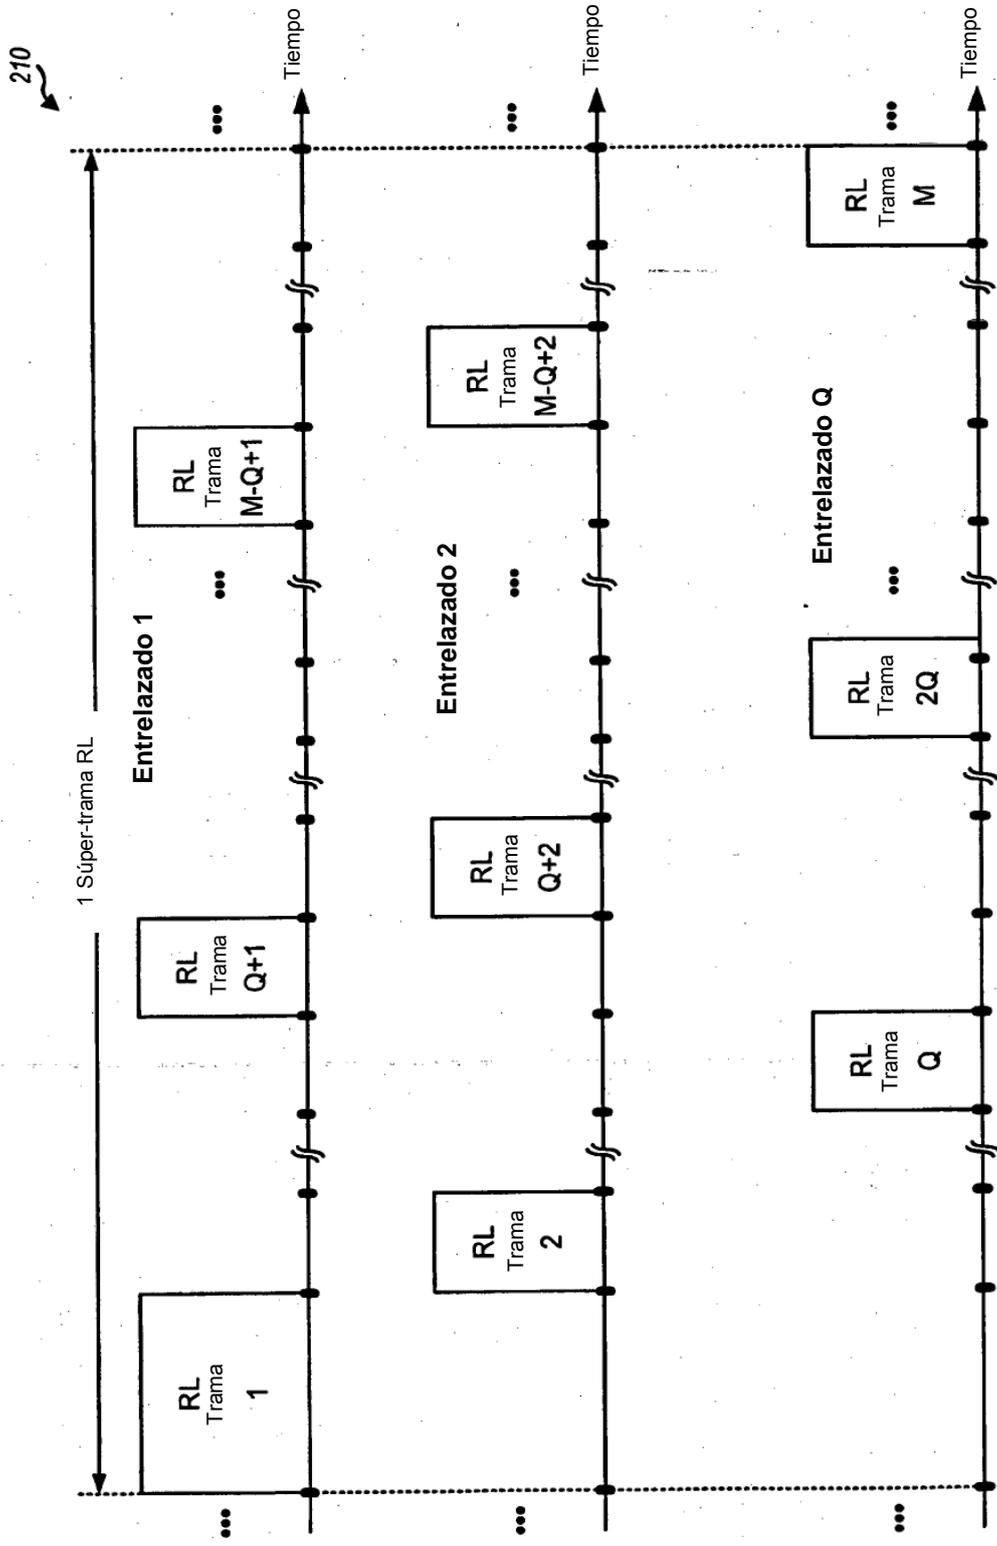 210
1 Súper-trama RL
Entrelazado 1
RL
Trama
1
RL
Trama
Q+1
•••
RL
Trama
M-Q+1
•••
•••
Tiempo
Entrelazado 2
•••
RL
Trama
2
RL
Trama
Q+2
•••
RL
Trama
M-Q+2
•••
Tiempo
Entrelazado Q
•••
RL
Trama
Q
RL
Trama
2Q
•••
RL
Trama
M
•••
Tiempo